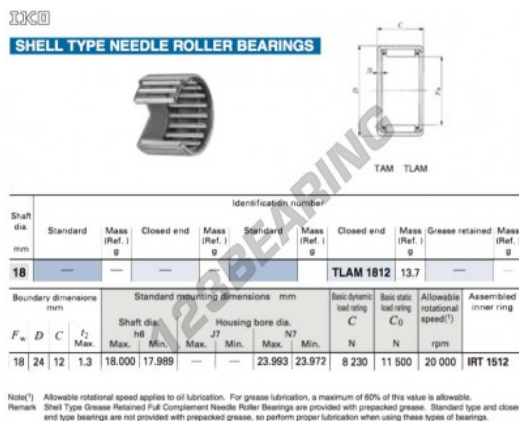 IKO
SHELL TYPE NEEDLE ROLLER BEARINGS
C
t₂
D
Fw
TAM TLAM
123BEARING
Identification number
Shaft dia. mm
Standard
Mass (Ref.) g
Closed end
Mass (Ref.) g
Standard
Mass (Ref.) g
Closed end
Mass (Ref.) g
Grease retained
Mass (Ref.) g
18 — — — — — — TLAM 1812 13.7 — —
Boundary dimensions mm
Standard mounting dimensions mm
Basic dynamic load rating
Basic static load rating
Allowable rotational speed(¹)
Assembled inner ring
Fw D C t₂ Max.
Shaft dia. h6 Max. Min.
Housing bore dia. J7 Max. Min. N7 Max. Min.
C N
C₀ N
rpm
18 24 12 1.3 18.000 17.989 — — 23.993 23.972 8 230 11 500 20 000 IRT 1512
Note(¹) Allowable rotational speed applies to oil lubrication. For grease lubrication, a maximum of 60% of this value is allowable.
Remark Shell Type Grease Retained Full Complement Needle Roller Bearings are provided with prepacked grease. Standard type and closed
end type bearings are not provided with prepacked grease, so perform proper lubrication when using these types of bearings.